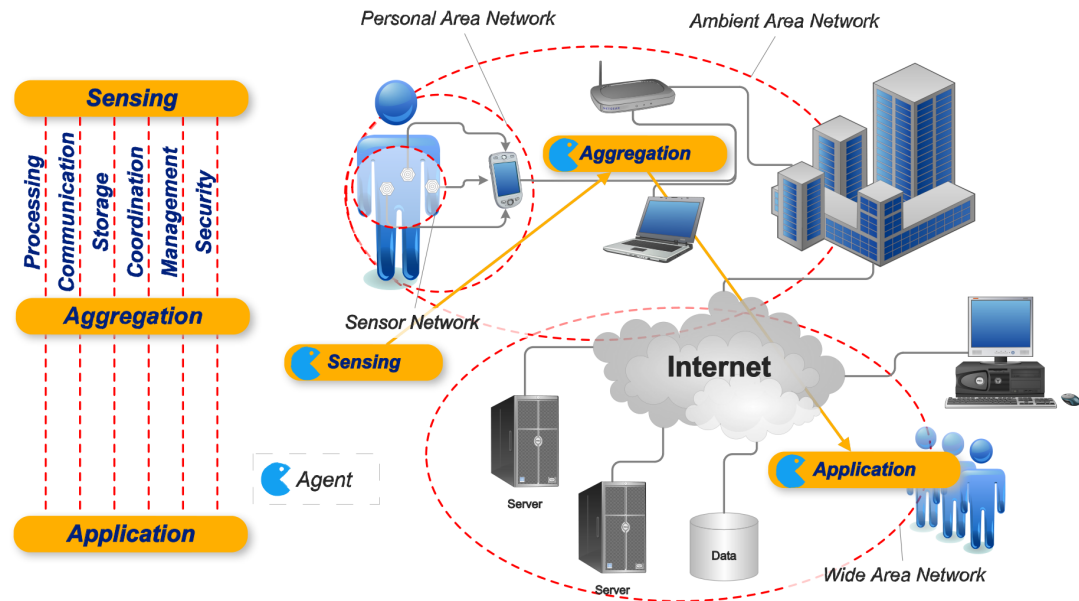 Personal Area Network
Ambient Area Network
Sensing
Processing
Communication
Storage
Coordination
Management
Security
Aggregation
Application
Aggregation
Sensor Network
Sensing
Internet
Agent
Application
Server
Server
Data
Wide Area Network